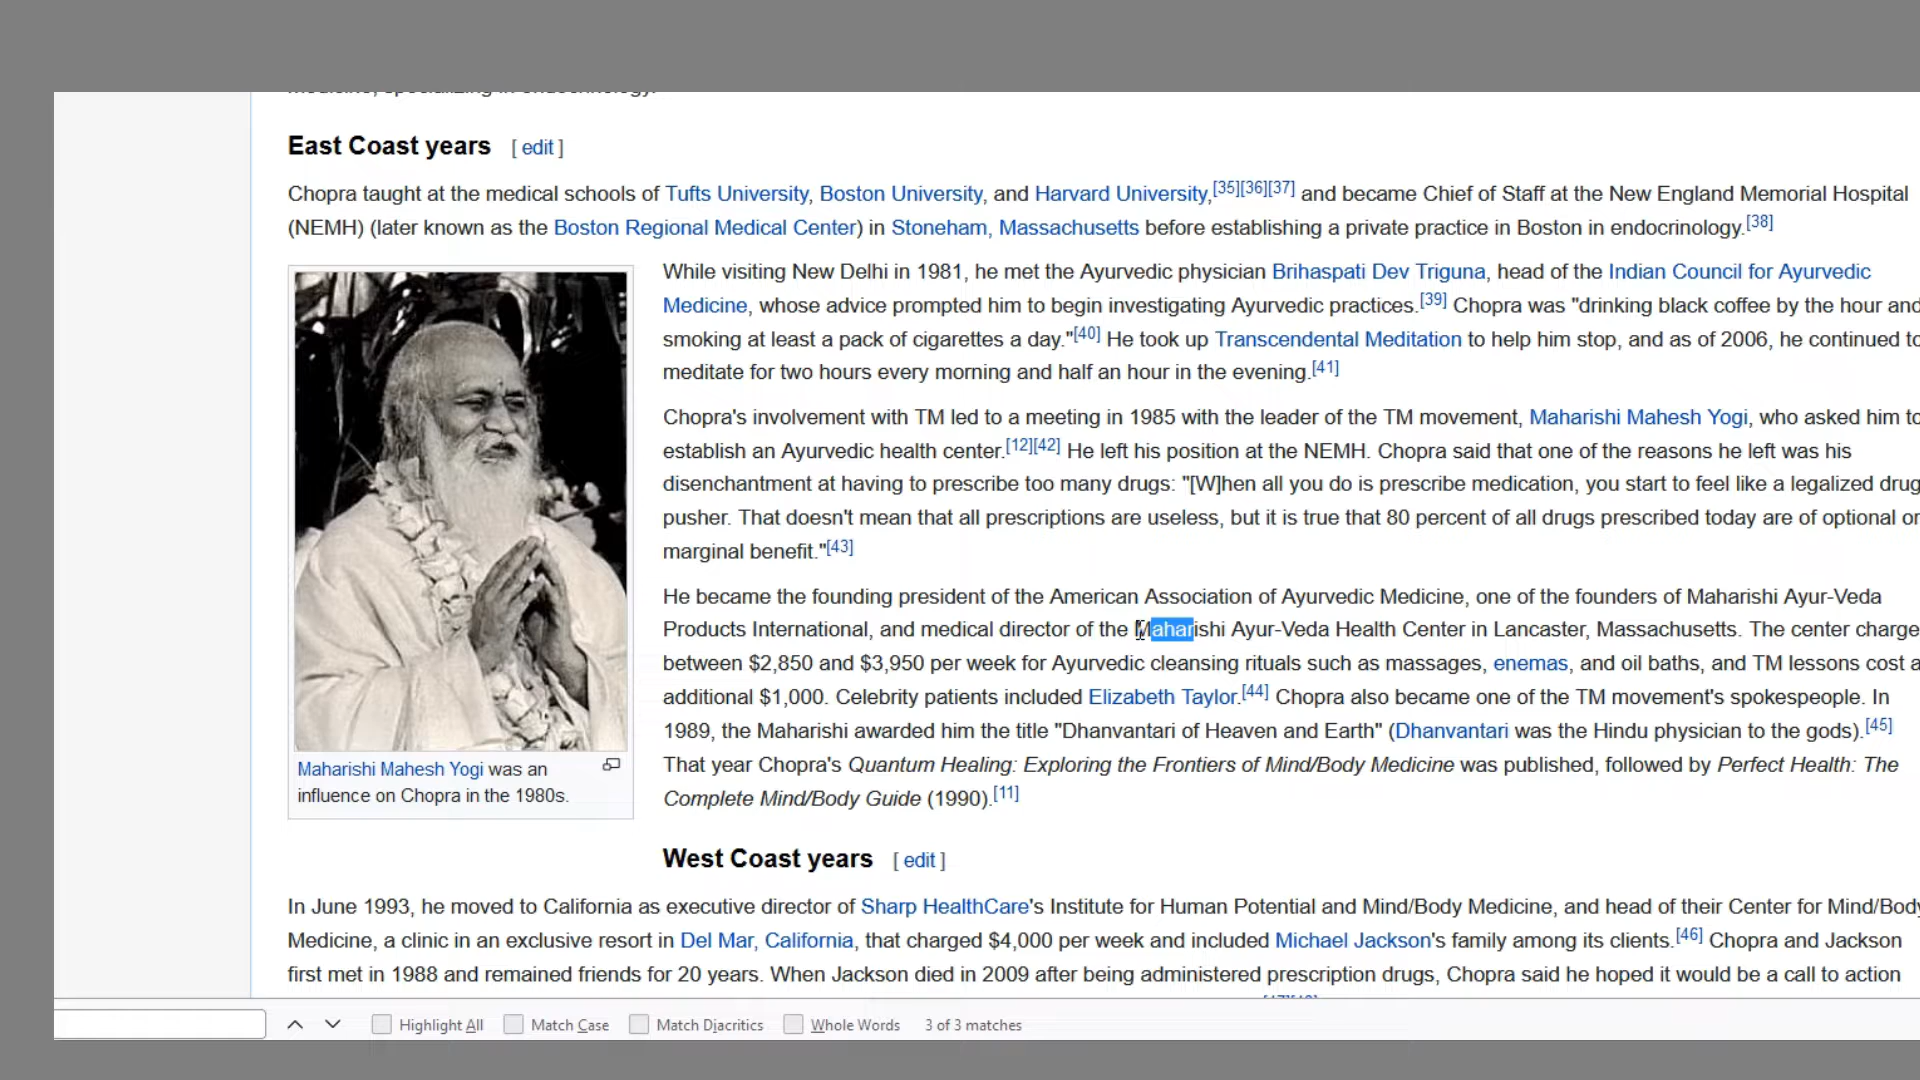 East Coast years [ edit ]
Chopra taught at the medical schools of Tufts University, Boston University, and Harvard University,[35][36][37] and became Chief of Staff at the New England Memorial Hospital
(NEMH) (later known as the Boston Regional Medical Center) in Stoneham, Massachusetts before establishing a private practice in Boston in endocrinology.[38]
While visiting New Delhi in 1981, he met the Ayurvedic physician Brihaspati Dev Triguna, head of the Indian Council for Ayurvedic
Medicine, whose advice prompted him to begin investigating Ayurvedic practices.[39] Chopra was "drinking black coffee by the hour and
smoking at least a pack of cigarettes a day."[40] He took up Transcendental Meditation to help him stop, and as of 2006, he continued to
meditate for two hours every morning and half an hour in the evening.[41]
Chopra's involvement with TM led to a meeting in 1985 with the leader of the TM movement, Maharishi Mahesh Yogi, who asked him to
establish an Ayurvedic health center.[12][42] He left his position at the NEMH. Chopra said that one of the reasons he left was his
disenchantment at having to prescribe too many drugs: "[W]hen all you do is prescribe medication, you start to feel like a legalized drug
pusher. That doesn't mean that all prescriptions are useless, but it is true that 80 percent of all drugs prescribed today are of optional or
marginal benefit."[43]
He became the founding president of the American Association of Ayurvedic Medicine, one of the founders of Maharishi Ayur-Veda
Products International, and medical director of the Maharishi Ayur-Veda Health Center in Lancaster, Massachusetts. The center charge
between $2,850 and $3,950 per week for Ayurvedic cleansing rituals such as massages, enemas, and oil baths, and TM lessons cost a
additional $1,000. Celebrity patients included Elizabeth Taylor.[44] Chopra also became one of the TM movement's spokespeople. In
1989, the Maharishi awarded him the title "Dhanvantari of Heaven and Earth" (Dhanvantari was the Hindu physician to the gods).[45]
That year Chopra's Quantum Healing: Exploring the Frontiers of Mind/Body Medicine was published, followed by Perfect Health: The
Complete Mind/Body Guide (1990).[11]
Maharishi Mahesh Yogi was an
influence on Chopra in the 1980s.
West Coast years [ edit ]
In June 1993, he moved to California as executive director of Sharp HealthCare's Institute for Human Potential and Mind/Body Medicine, and head of their Center for Mind/Body
Medicine, a clinic in an exclusive resort in Del Mar, California, that charged $4,000 per week and included Michael Jackson's family among its clients.[46] Chopra and Jackson
first met in 1988 and remained friends for 20 years. When Jackson died in 2009 after being administered prescription drugs, Chopra said he hoped it would be a call to action
Highlight All Match Case Match Diacritics Whole Words 3 of 3 matches